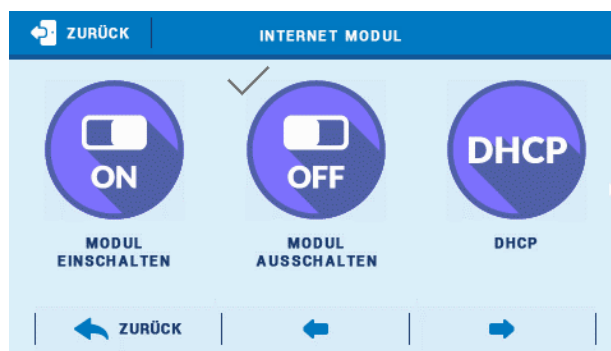 ZURÜCK
INTERNET MODUL
ON
OFF
DHCP
MODUL
EINSCHALTEN
MODUL
AUSSCHALTEN
DHCP
ZURÜCK